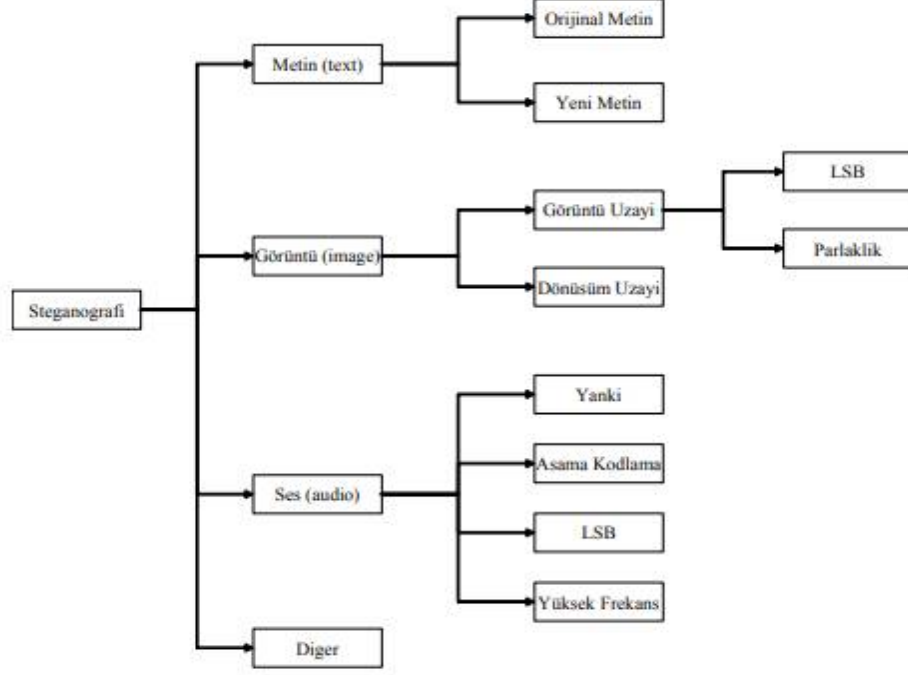 Steganografi
Metin (text)
Orijinal Metin
Yeni Metin
Görüntü (image)
Görüntü Uzayi
LSB
Parlaklik
Dönüsüm Uzayi
Ses (audio)
Yanki
Asama Kodlama
LSB
Yüksek Frekans
Diger